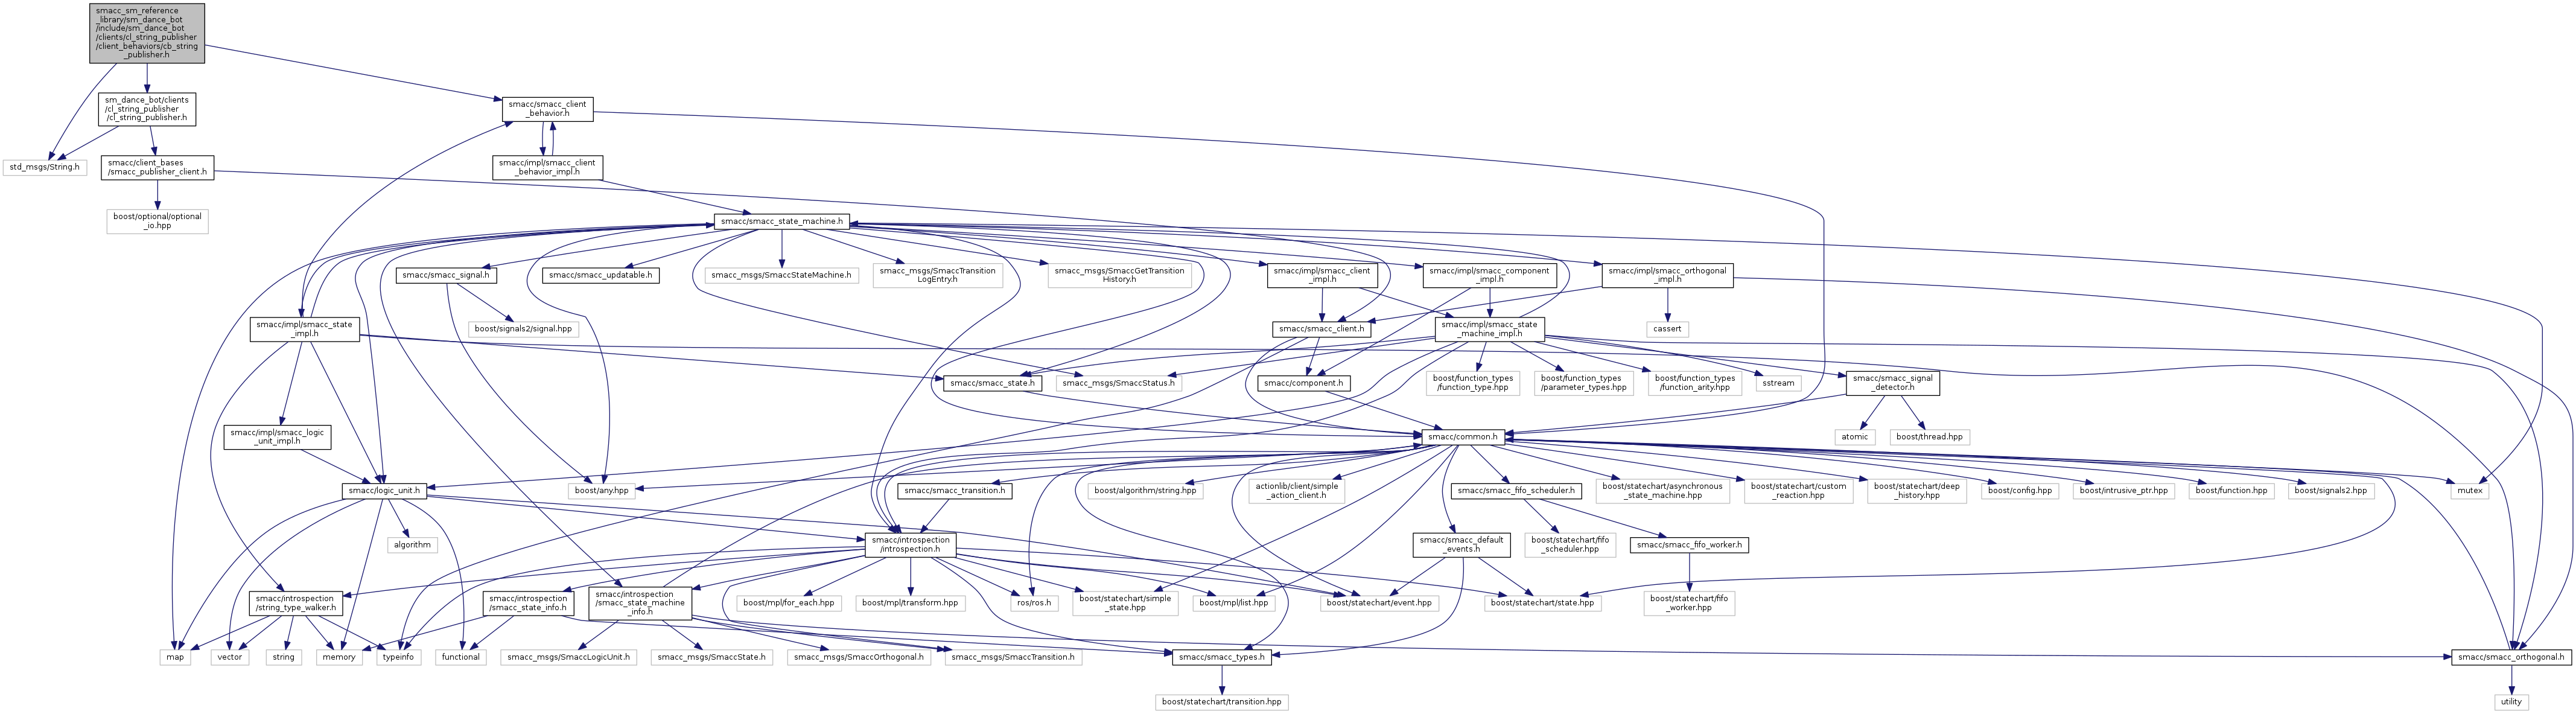 smacc_sm_reference
_library/sm_dance_bot
/include/sm_dance_bot
/clients/cl_string_publisher
/client_behaviors/cb_string
_publisher.h
sm_dance_bot/clients
/cl_string_publisher
/cl_string_publisher.h
smacc/smacc_client
_behavior.h
std_msgs/String.h
smacc/client_bases
/smacc_publisher_client.h
smacc/impl/smacc_client
_behavior_impl.h
boost/optional/optional
_io.hpp
smacc/smacc_state_machine.h
smacc/smacc_signal.h
smacc/smacc_updatable.h
smacc_msgs/SmaccStateMachine.h
smacc_msgs/SmaccTransition
LogEntry.h
smacc_msgs/SmaccGetTransition
History.h
smacc/impl/smacc_client
_impl.h
smacc/impl/smacc_component
_impl.h
smacc/impl/smacc_orthogonal
_impl.h
smacc/impl/smacc_state
_impl.h
boost/signals2/signal.hpp
smacc/smacc_client.h
smacc/impl/smacc_state
_machine_impl.h
cassert
smacc/smacc_state.h
smacc_msgs/SmaccStatus.h
smacc/component.h
boost/function_types
/function_type.hpp
boost/function_types
/parameter_types.hpp
boost/function_types
/function_arity.hpp
sstream
smacc/smacc_signal
_detector.h
smacc/impl/smacc_logic
_unit_impl.h
smacc/common.h
atomic
boost/thread.hpp
smacc/logic_unit.h
boost/any.hpp
smacc/smacc_transition.h
boost/algorithm/string.hpp
actionlib/client/simple
_action_client.h
smacc/smacc_fifo_scheduler.h
boost/statechart/asynchronous
_state_machine.hpp
boost/statechart/custom
_reaction.hpp
boost/statechart/deep
_history.hpp
boost/config.hpp
boost/intrusive_ptr.hpp
boost/function.hpp
boost/signals2.hpp
mutex
algorithm
smacc/introspection
/introspection.h
smacc/smacc_default
_events.h
boost/statechart/fifo
_scheduler.hpp
smacc/smacc_fifo_worker.h
smacc/introspection
/string_type_walker.h
smacc/introspection
/smacc_state_info.h
smacc/introspection
/smacc_state_machine
_info.h
boost/mpl/for_each.hpp
boost/mpl/transform.hpp
ros/ros.h
boost/statechart/simple
_state.hpp
boost/mpl/list.hpp
boost/statechart/event.hpp
boost/statechart/state.hpp
boost/statechart/fifo
_worker.hpp
map
vector
string
memory
typeinfo
functional
smacc_msgs/SmaccLogicUnit.h
smacc_msgs/SmaccState.h
smacc_msgs/SmaccOrthogonal.h
smacc_msgs/SmaccTransition.h
smacc/smacc_types.h
smacc/smacc_orthogonal.h
boost/statechart/transition.hpp
utility